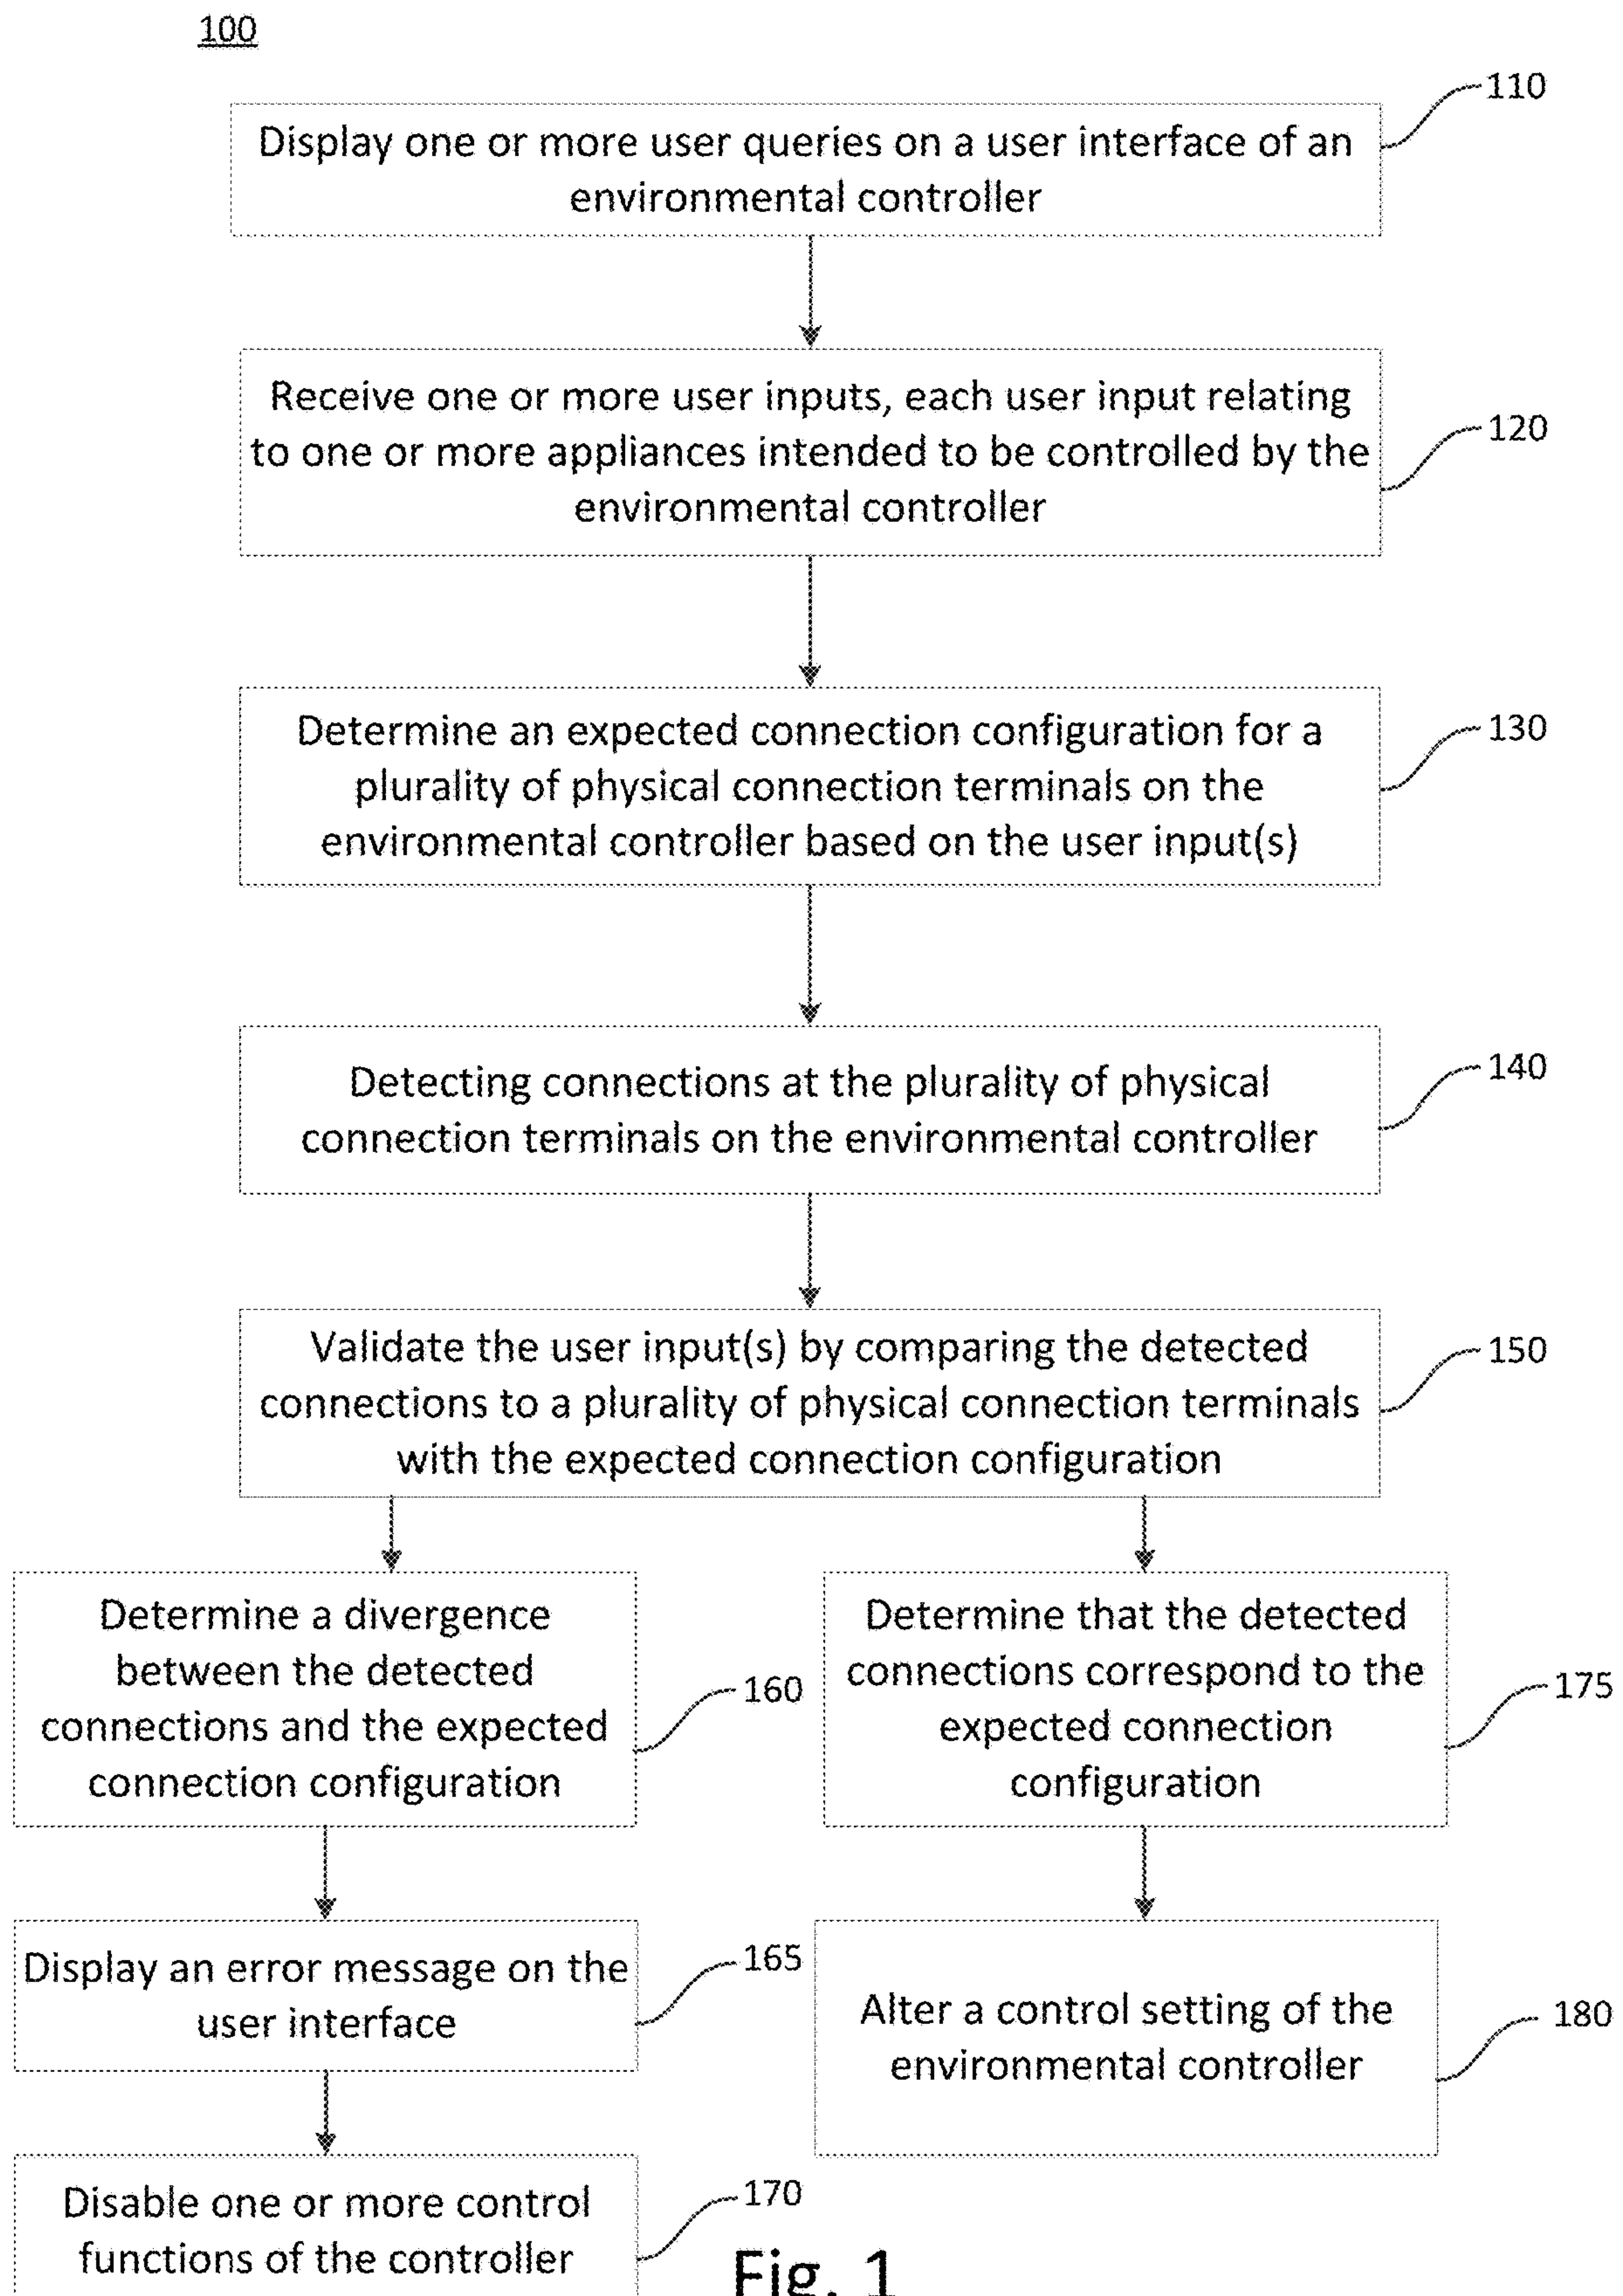 100
110
Display one or more user queries on a user interface of an
environmental controller
Receive one or more user inputs, each user input relating
to one or more appliances intended to be controlled by the
environmental controller
120
Determine an expected connection configuration for a
plurality of physical connection terminals on the
environmental controller based on the user input(s)
130
Detecting connections at the plurality of physical
connection terminals on the environmental controller
140
Validate the user input(s) by comparing the detected
connections to a plurality of physical connection terminals
with the expected connection configuration
150
Determine a divergence
between the detected
connections and the expected
connection configuration
160
Determine that the detected
connections correspond to the
expected connection
configuration
175
Display an error message on the
user interface
165
Alter a control setting of the
environmental controller
180
Disable one or more control
functions of the controller
170
Fig. 1